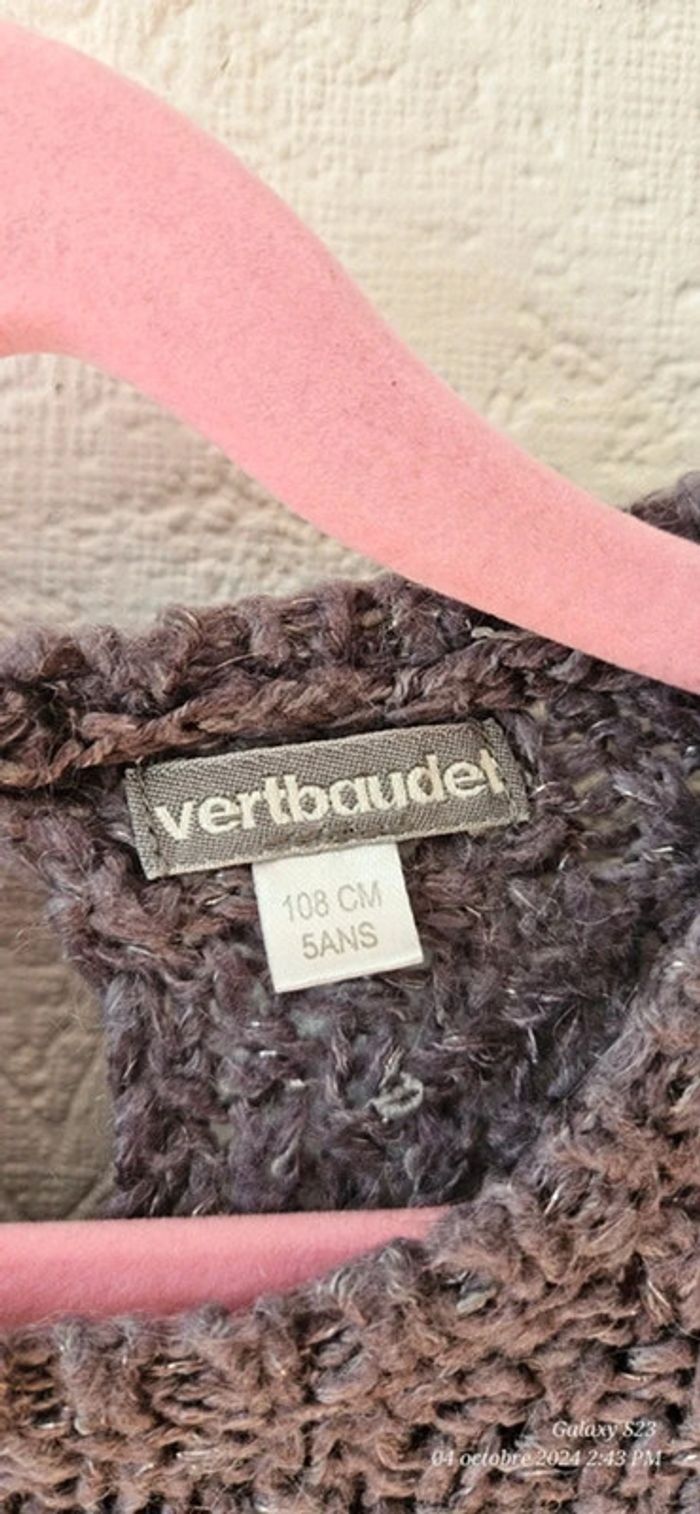 vertbaudet
108 CM
5ANS
Galaxy S23
04 octobre 2024 2:43 PM